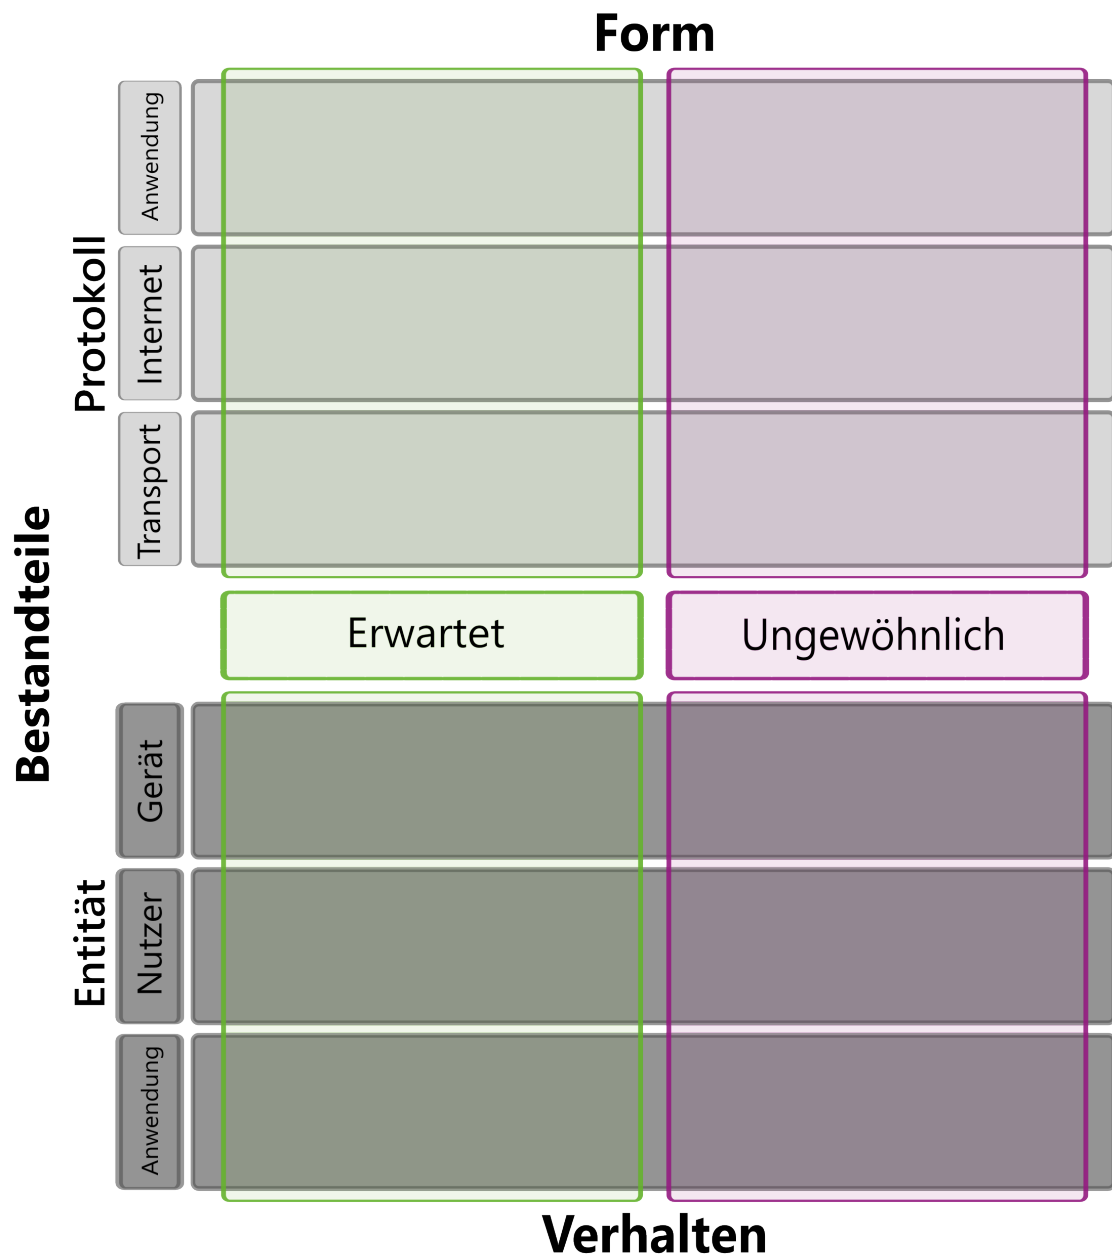 Form
Protokoll
Anwendung
Internet
Transport
Bestandteile
Erwartet
Ungewöhnlich
Entität
Gerät
Nutzer
Anwendung
Verhalten